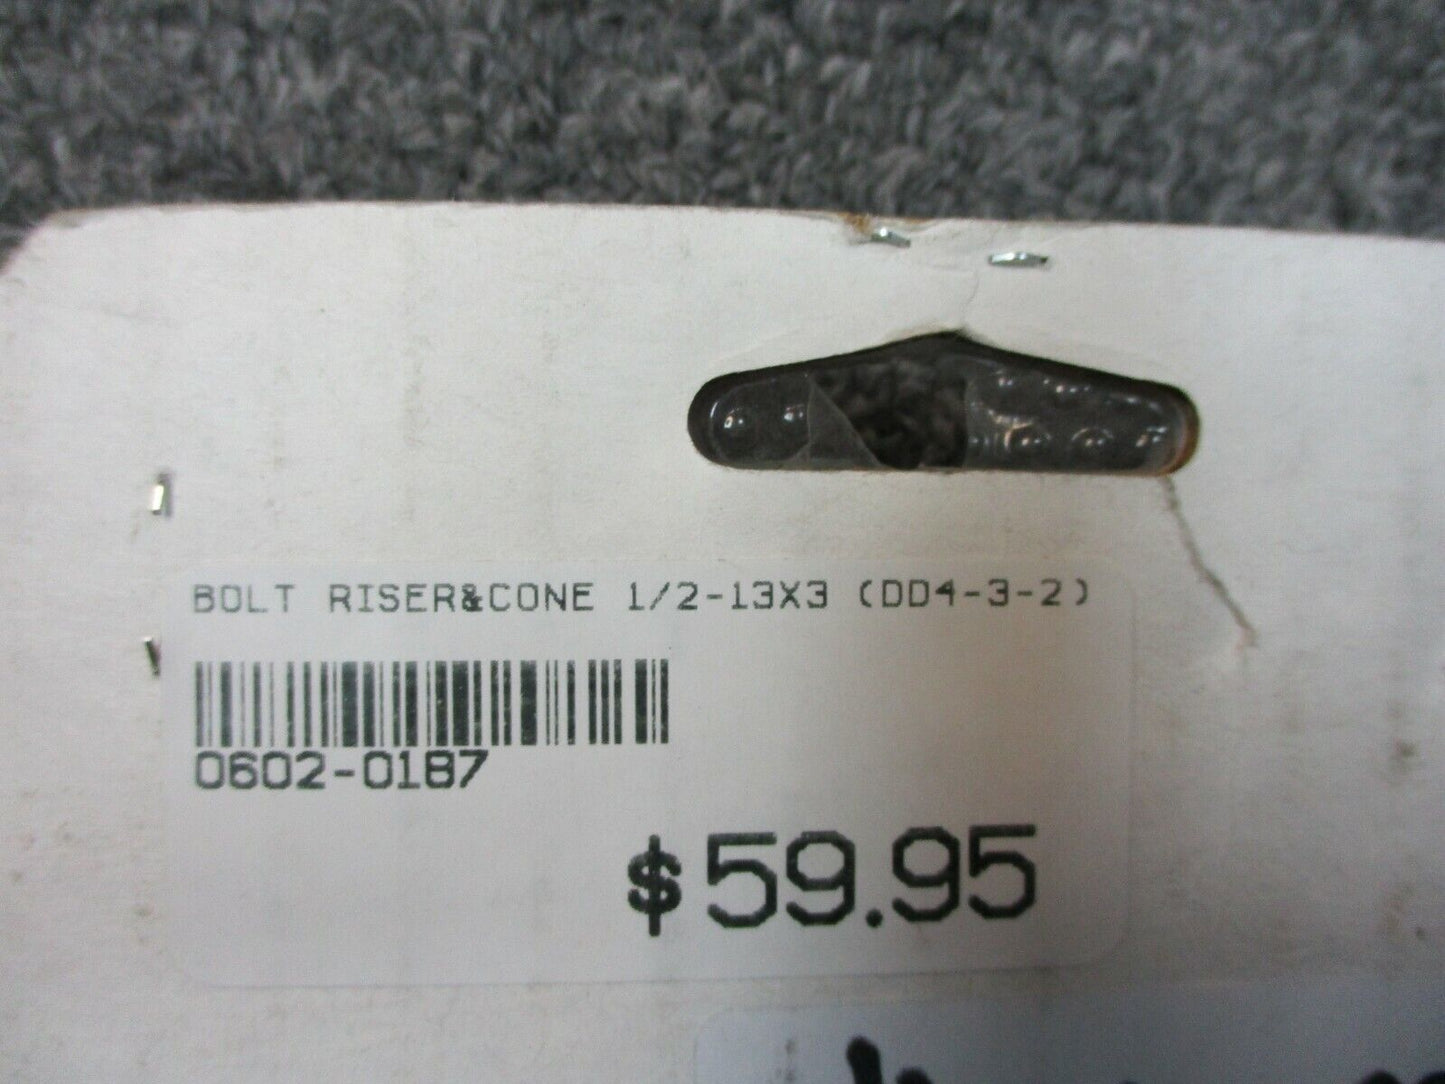 BOLT RISER&CONE 1/2-13X3 (DD4-3-2)
0602-0187
$59.95